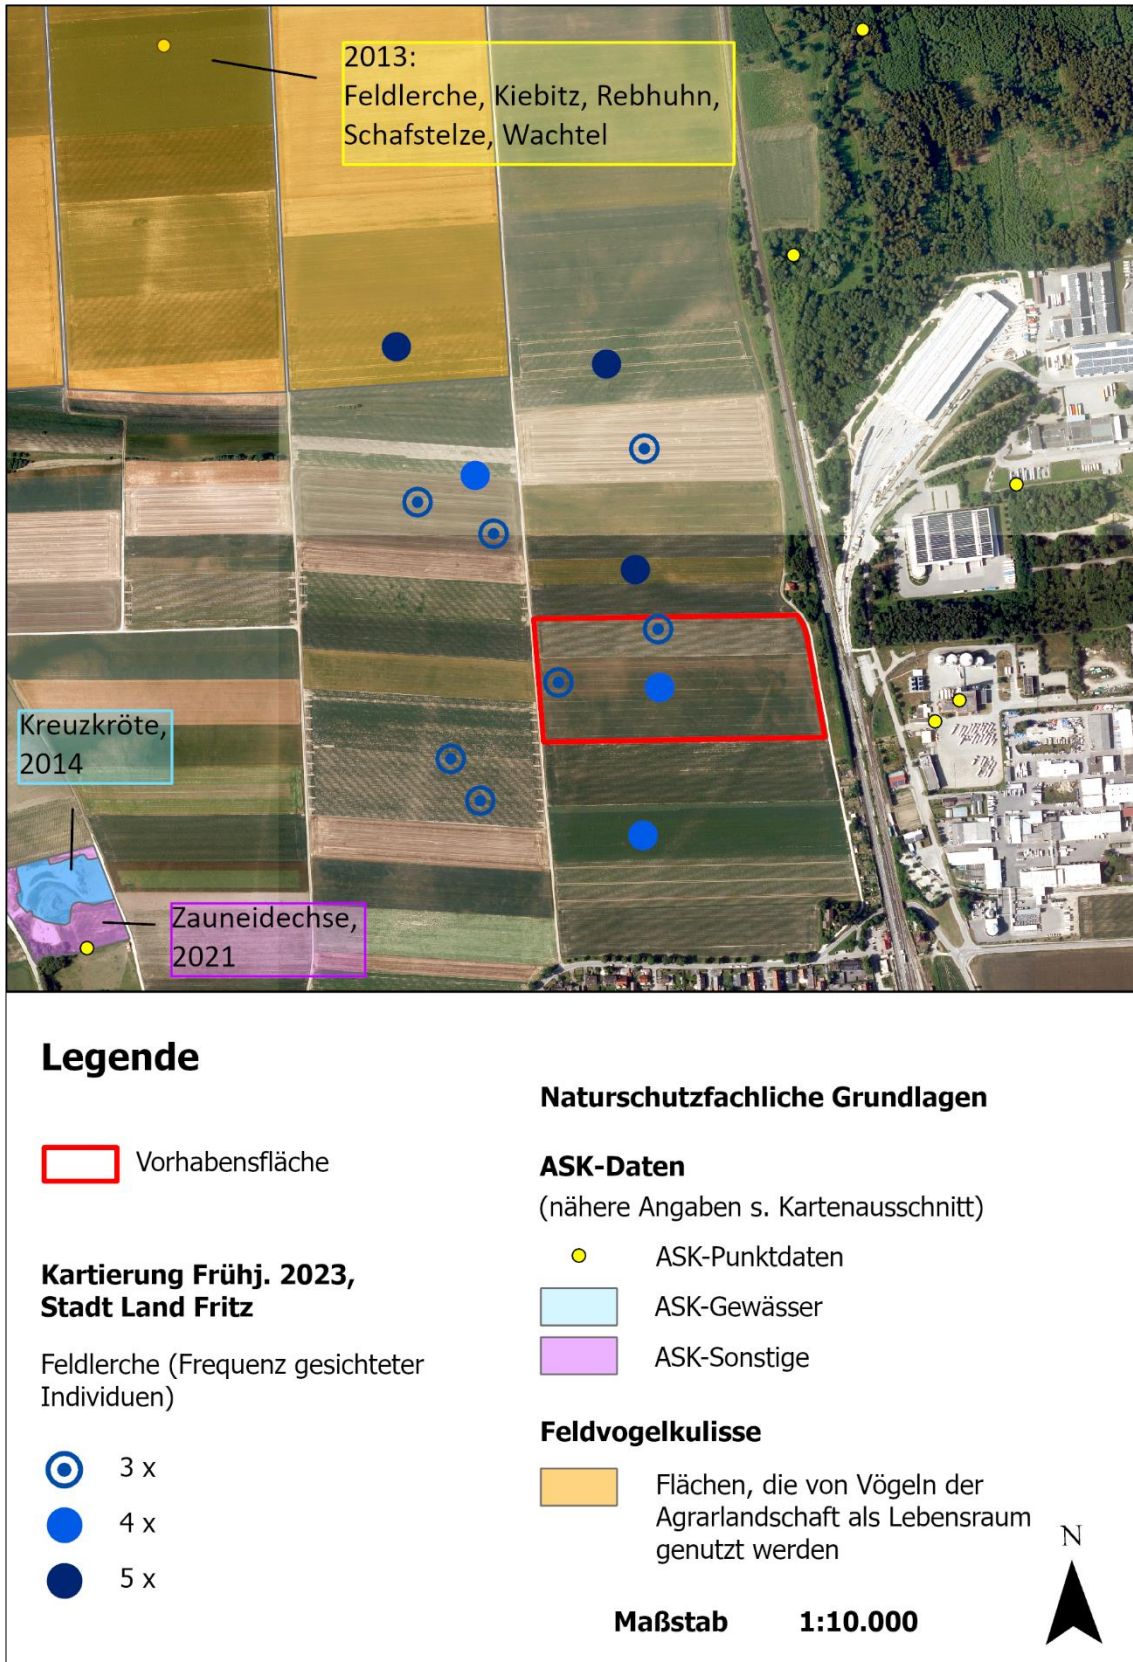 2013:
Feldlerche, Kiebitz, Rebhuhn,
Schafstelze, Wachtel
Kreuzkröte,
2014
Zauneidechse,
2021
Legende
Vorhabensfläche
Kartierung Frühj. 2023,
Stadt Land Fritz
Feldlerche (Frequenz gesichteter
Individuen)
3 x
4 x
5 x
Naturschutzfachliche Grundlagen
ASK-Daten
(nähere Angaben s. Kartenausschnitt)
ASK-Punktdaten
ASK-Gewässer
ASK-Sonstige
Feldvogelkulisse
Flächen, die von Vögeln der
Agrarlandschaft als Lebensraum
genutzt werden
N
Maßstab 1:10.000